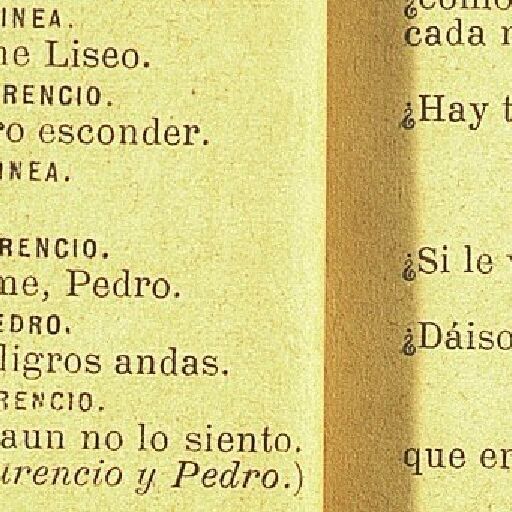 INEA.
ne Liseo.
RENCIO.
ro esconder.
INEA.
RENCIO.
me, Pedro.
EDRO.
ligros andas.
RENCIO.
aun no lo siento.
urencio y Pedro.)
¿como
cada
¿Hay t
¿Si le
¿Dáiso
que en